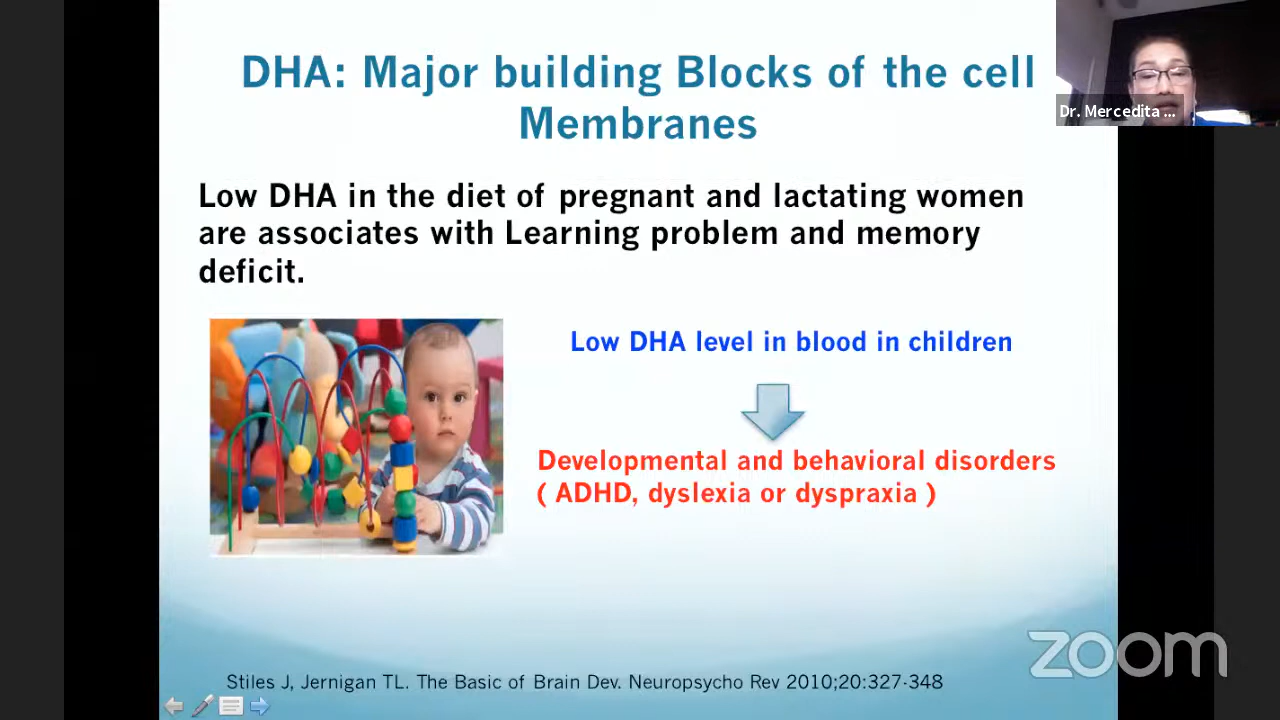 DHA: Major building Blocks of the cell
Membranes
Dr. Mercedita ...
Low DHA in the diet of pregnant and lactating women
are associates with Learning problem and memory
deficit.
Low DHA level in blood in children
Developmental and behavioral disorders
( ADHD, dyslexia or dyspraxia )
zoom
Stiles J, Jernigan TL. The Basic of Brain Dev. Neuropsycho Rev 2010;20:327-348